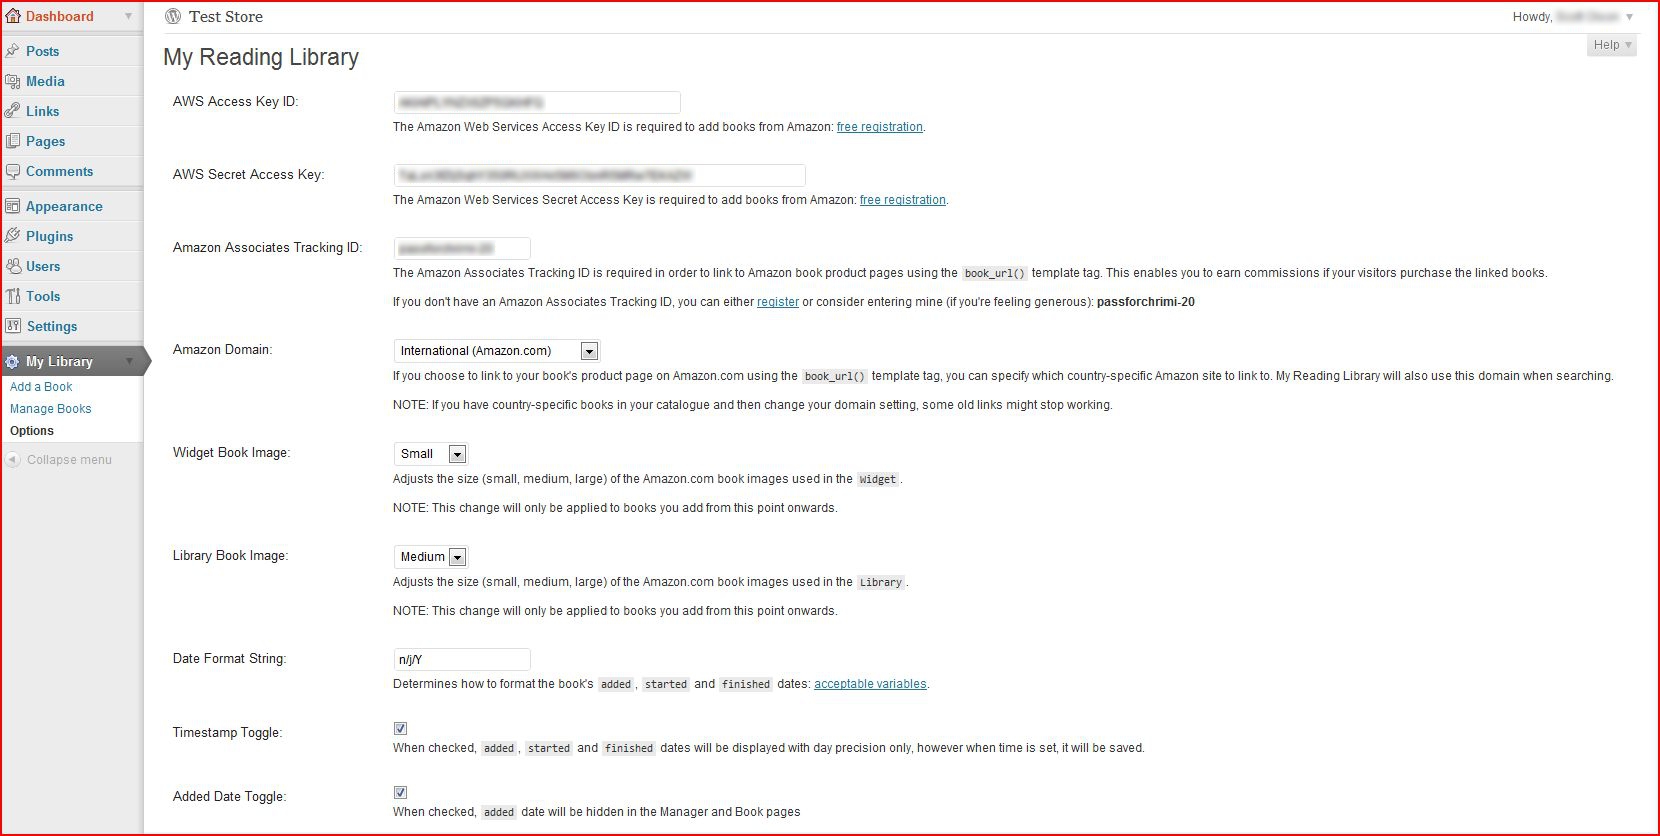 Dashboard
Test Store
Howdy,
Help
Posts
Media
Links
Pages
Comments
Appearance
Plugins
Users
Tools
Settings
My Library
Add a Book
Manage Books
Options
Collapse menu
My Reading Library
AWS Access Key ID:
The Amazon Web Services Access Key ID is required to add books from Amazon: free registration.
AWS Secret Access Key:
The Amazon Web Services Secret Access Key is required to add books from Amazon: free registration.
Amazon Associates Tracking ID:
The Amazon Associates Tracking ID is required in order to link to Amazon book product pages using the book_url() template tag. This enables you to earn commissions if your visitors purchase the linked books.
If you don't have an Amazon Associates Tracking ID, you can either register or consider entering mine (if you're feeling generous): passforchrimi-20
Amazon Domain:
International (Amazon.com)
If you choose to link to your book's product page on Amazon.com using the book_url() template tag, you can specify which country-specific Amazon site to link to. My Reading Library will also use this domain when searching.
NOTE: If you have country-specific books in your catalogue and then change your domain setting, some old links might stop working.
Widget Book Image:
Small
Adjusts the size (small, medium, large) of the Amazon.com book images used in the Widget.
NOTE: This change will only be applied to books you add from this point onwards.
Library Book Image:
Medium
Adjusts the size (small, medium, large) of the Amazon.com book images used in the Library.
NOTE: This change will only be applied to books you add from this point onwards.
Date Format String:
n/j/Y
Determines how to format the book's added, started and finished dates: acceptable variables.
Timestamp Toggle:
When checked, added, started and finished dates will be displayed with day precision only, however when time is set, it will be saved.
Added Date Toggle:
When checked, added date will be hidden in the Manager and Book pages